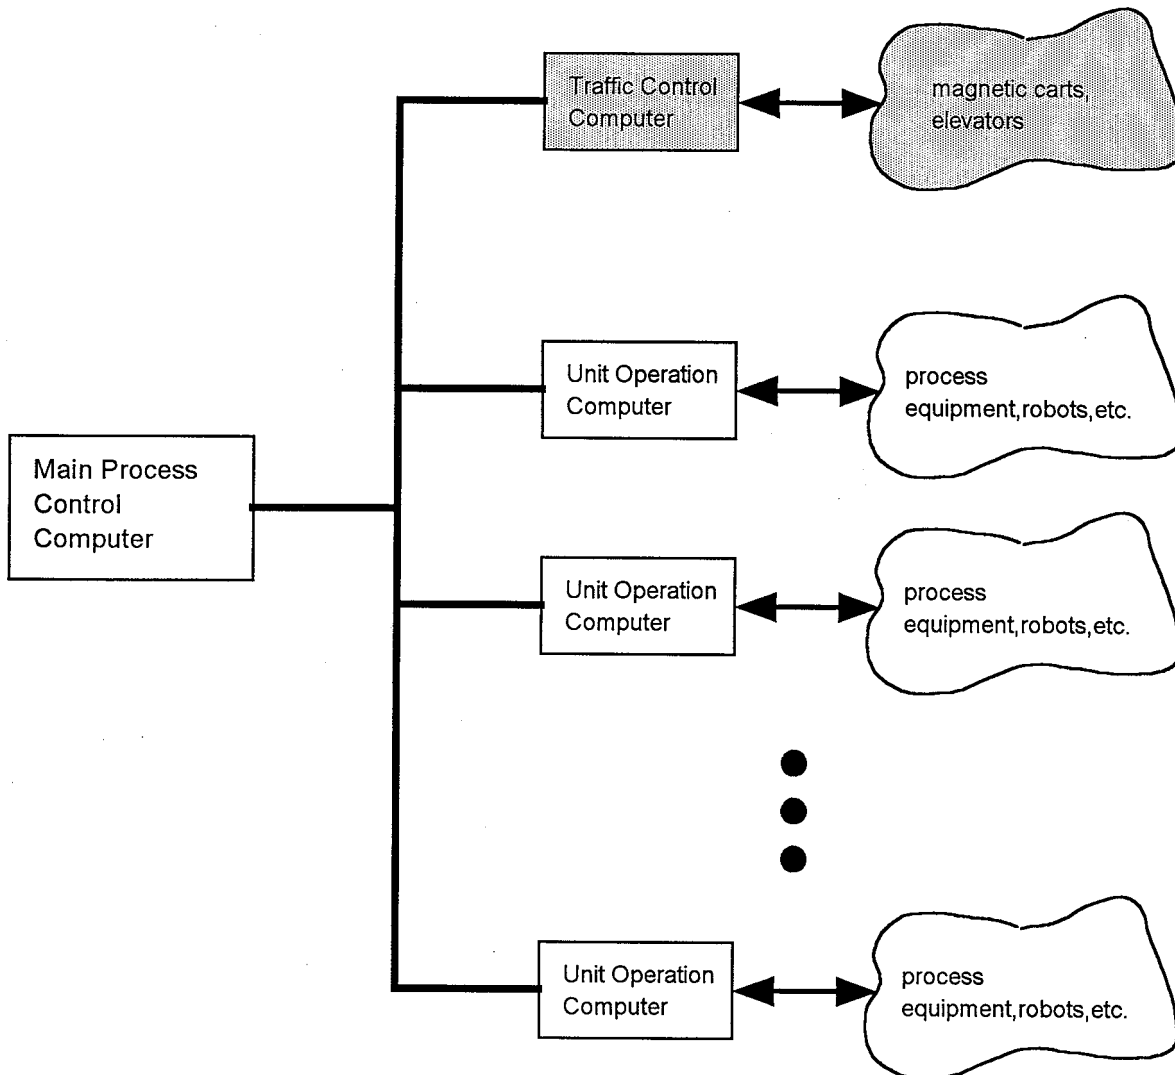 Traffic Control
Computer
magnetic carts,
elevators
Unit Operation
Computer
process
equipment,robots,etc.
Main Process
Control
Computer
Unit Operation
Computer
process
equipment,robots,etc.
Unit Operation
Computer
process
equipment,robots,etc.